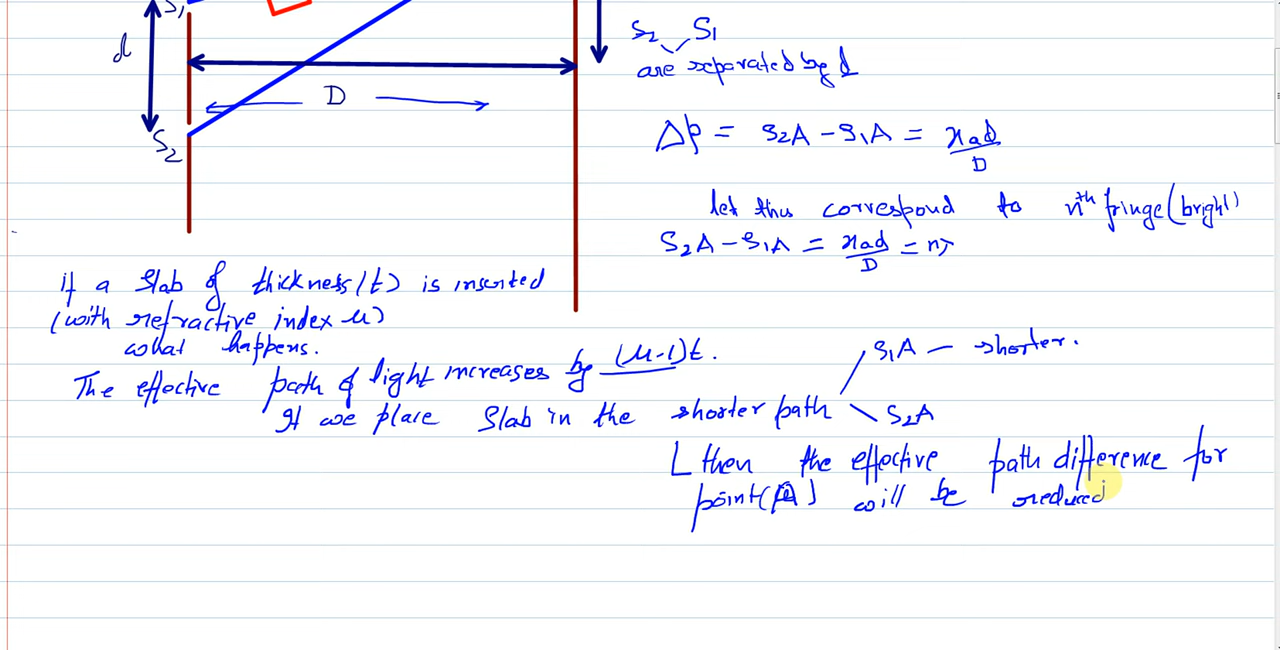 S1
d
D
S2
S2 S1
are separated by d
Δp = S2A - S1A = xad/D
let thus correspond to nth fringe (bright)
S2A - S1A = xad/D = nλ
if a slab of thickness (t) is inserted
(with refractive index μ)
what happens.
The effective path of light increases by (μ-1)t.
S1A - shorter.
If we place slab in the shorter path
S2A
then the effective path difference for
point (A) will be reduced